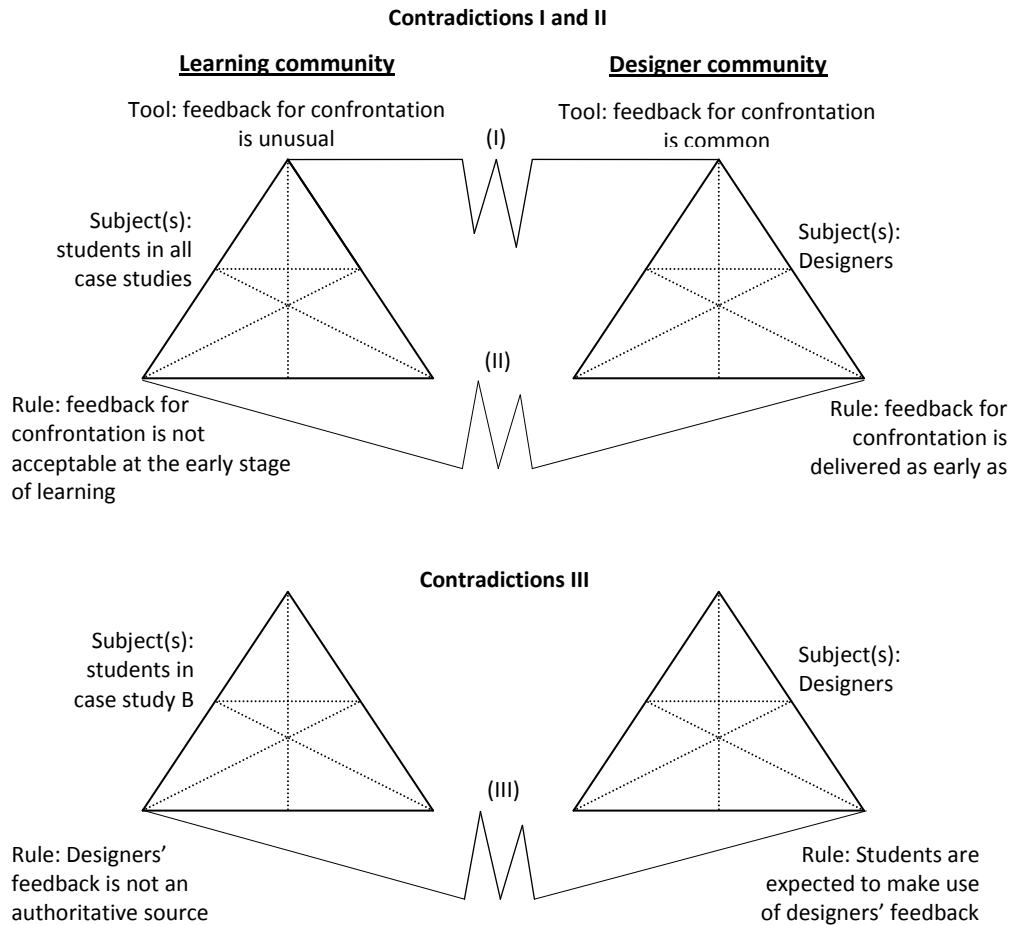 Contradictions I and II
Learning community
Designer community
Tool: feedback for confrontation
is unusual
Tool: feedback for confrontation
is common
(I)
Subject(s):
students in all
case studies
Subject(s):
Designers
(II)
Rule: feedback for
confrontation is not
acceptable at the early stage
of learning
Rule: feedback for
confrontation is
delivered as early as
Contradictions III
Subject(s):
students in
case study B
Subject(s):
Designers
(III)
Rule: Designers’
feedback is not an
authoritative source
Rule: Students are
expected to make use
of designers’ feedback